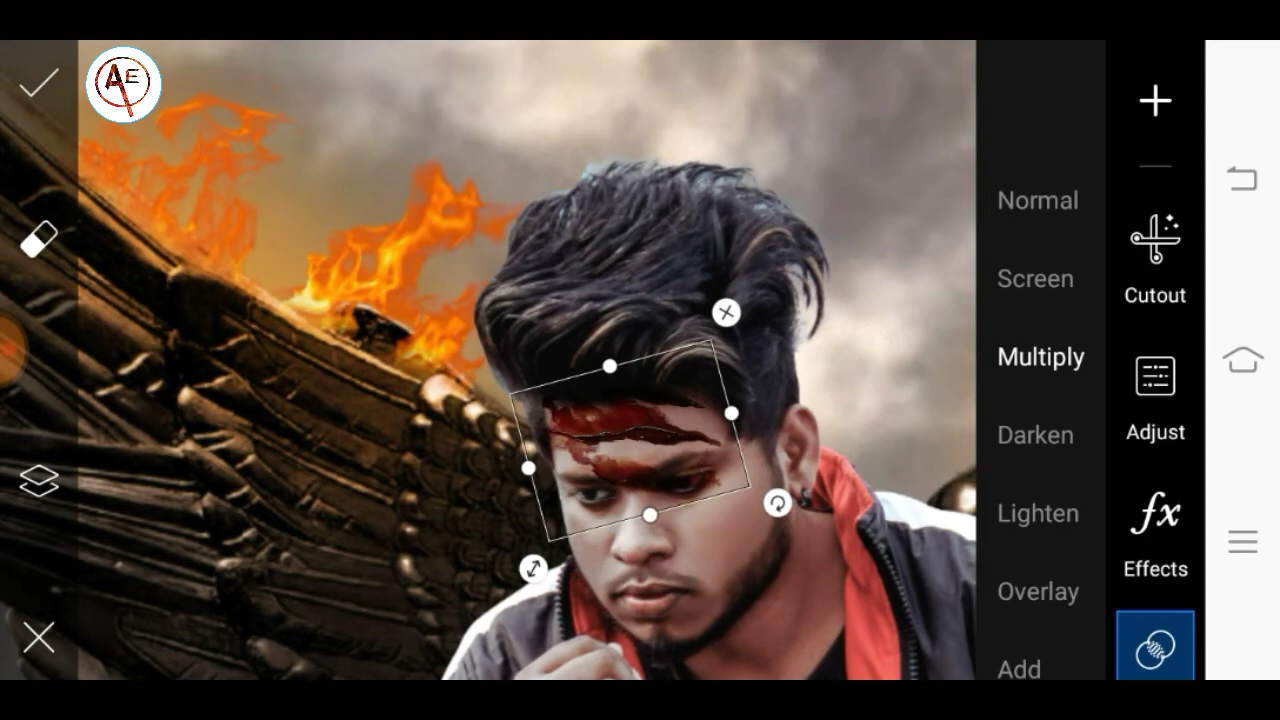 AE
Normal
Screen
Multiply
Darken
Lighten
Overlay
Add
Cutout
Adjust
fx
Effects